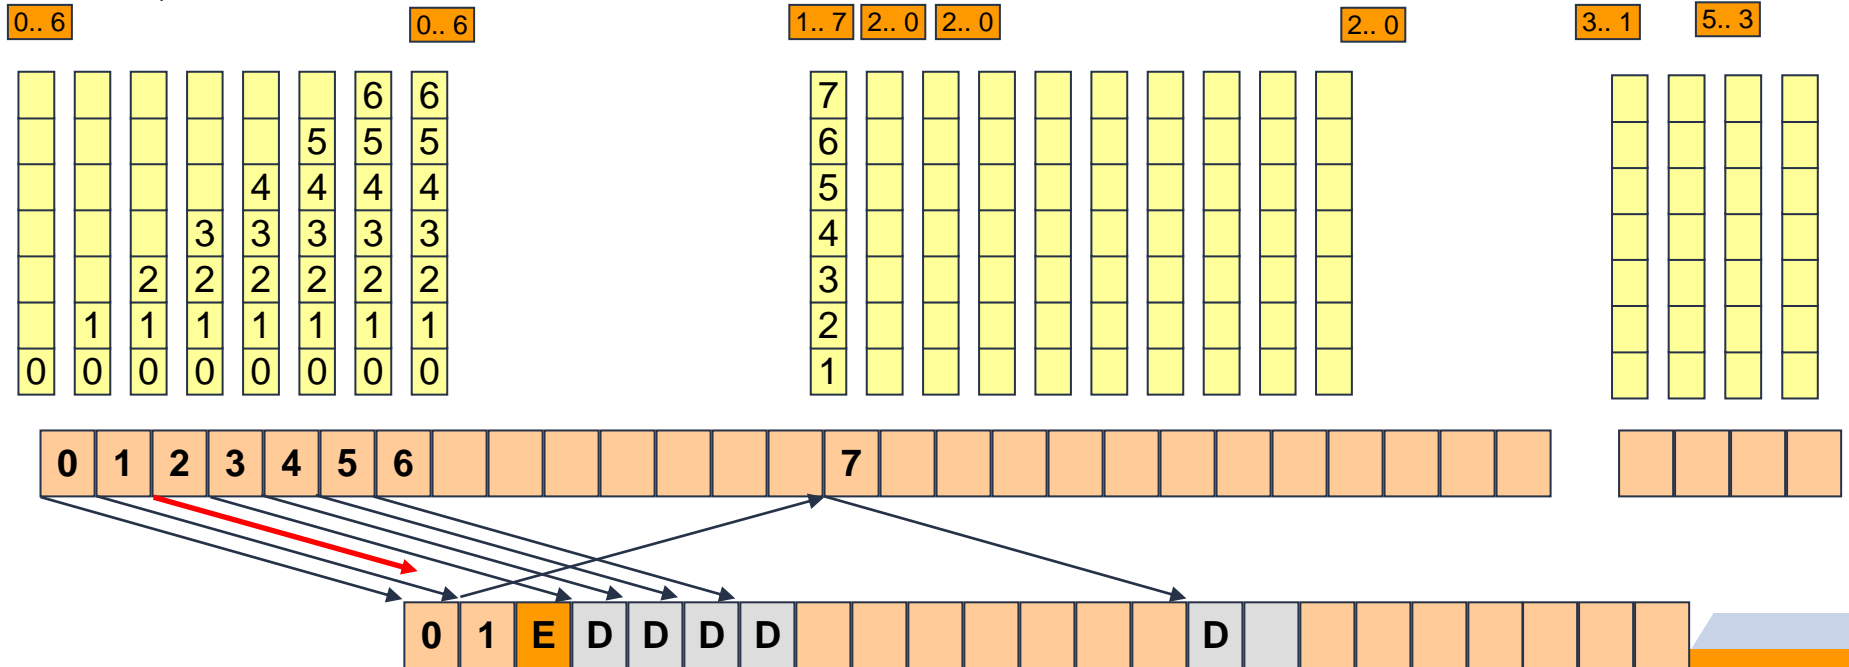 0.. 6 0.. 6 1.. 7 2.. 0 2.. 0 2.. 0 3.. 1 5.. 3
6 6 7
5 5 5 6
4 4 4 4 5
3 3 3 3 3 4
2 2 2 2 2 2 3
1 1 1 1 1 1 1 2
0 0 0 0 0 0 0 0 1
0 1 2 3 4 5 6 7
0 1 E D D D D D